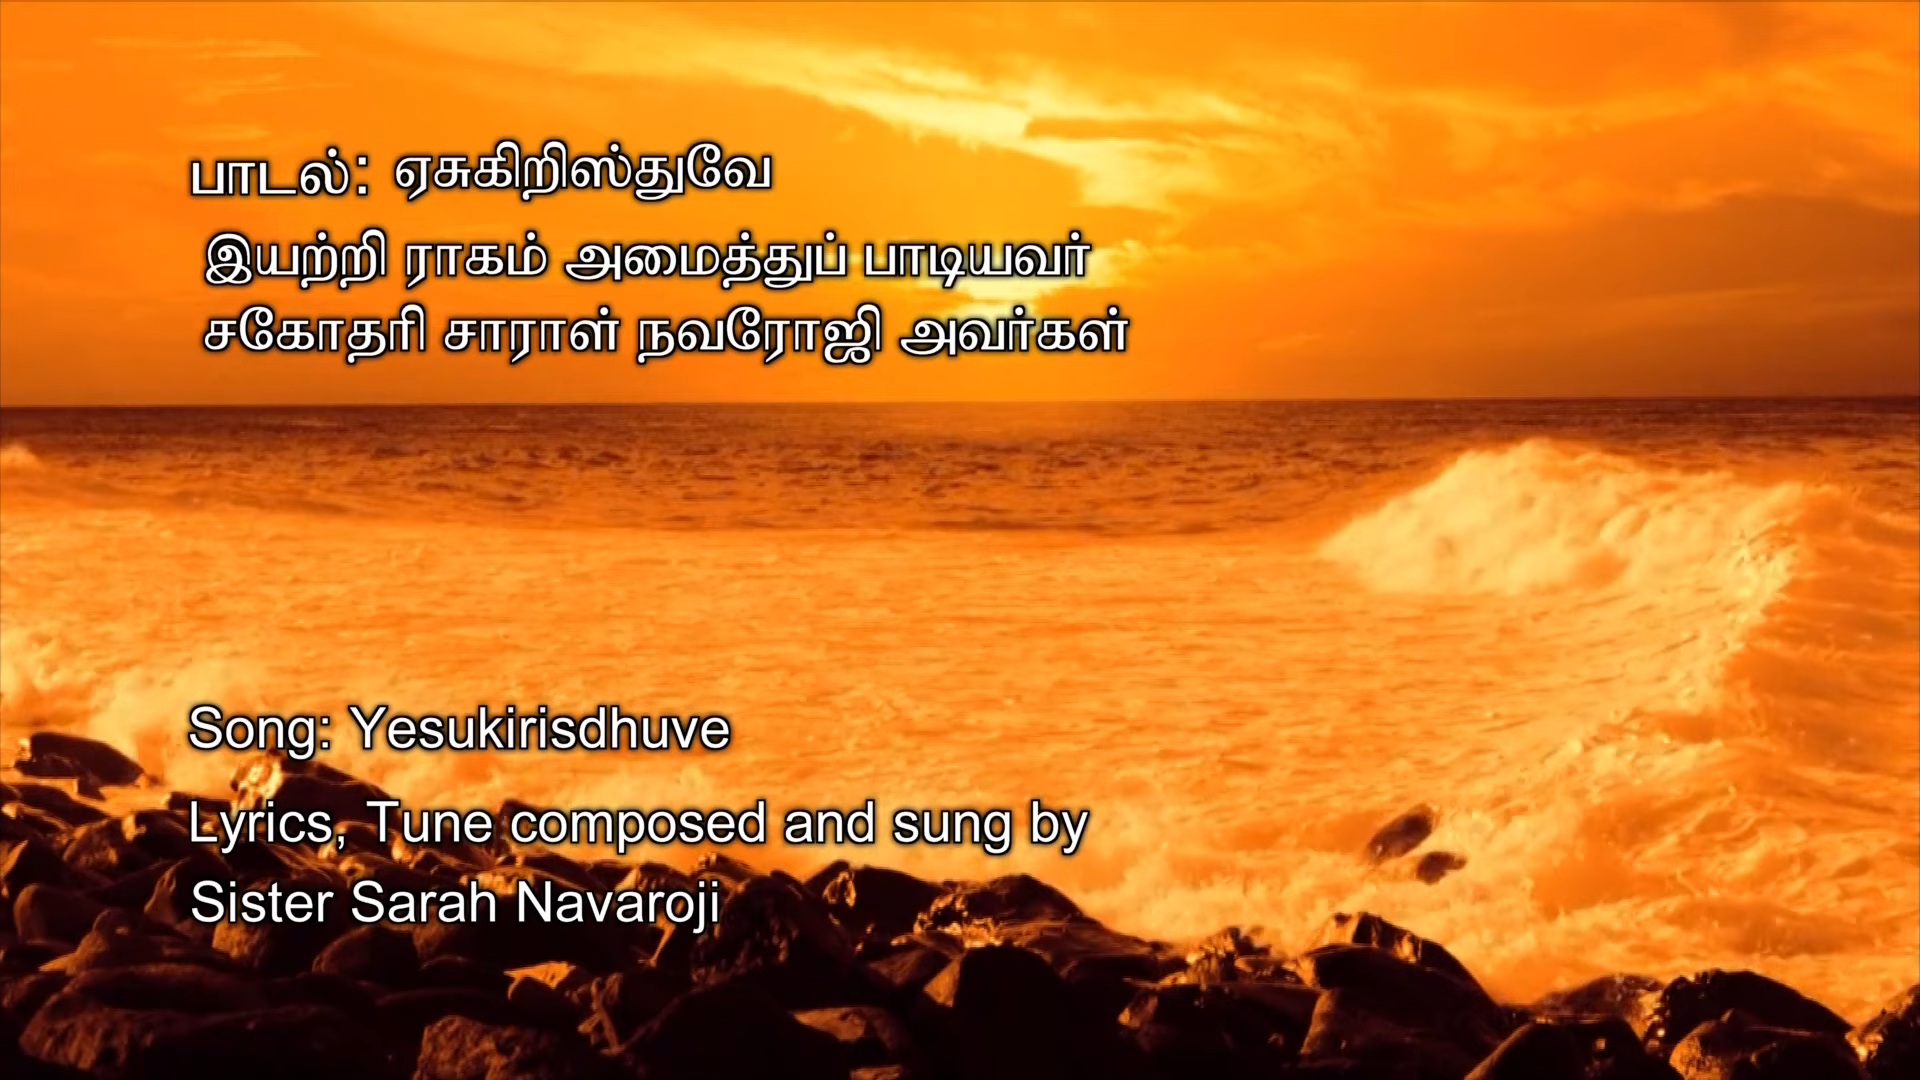 பாடல்: ஏசுகிறிஸ்துவே
இயற்றி ராகம் அமைத்துப் பாடியவர்
சகோதரி சாராள் நவரோஜி அவர்கள்
Song: Yesukirisdhuve
Lyrics, Tune composed and sung by
Sister Sarah Navaroji